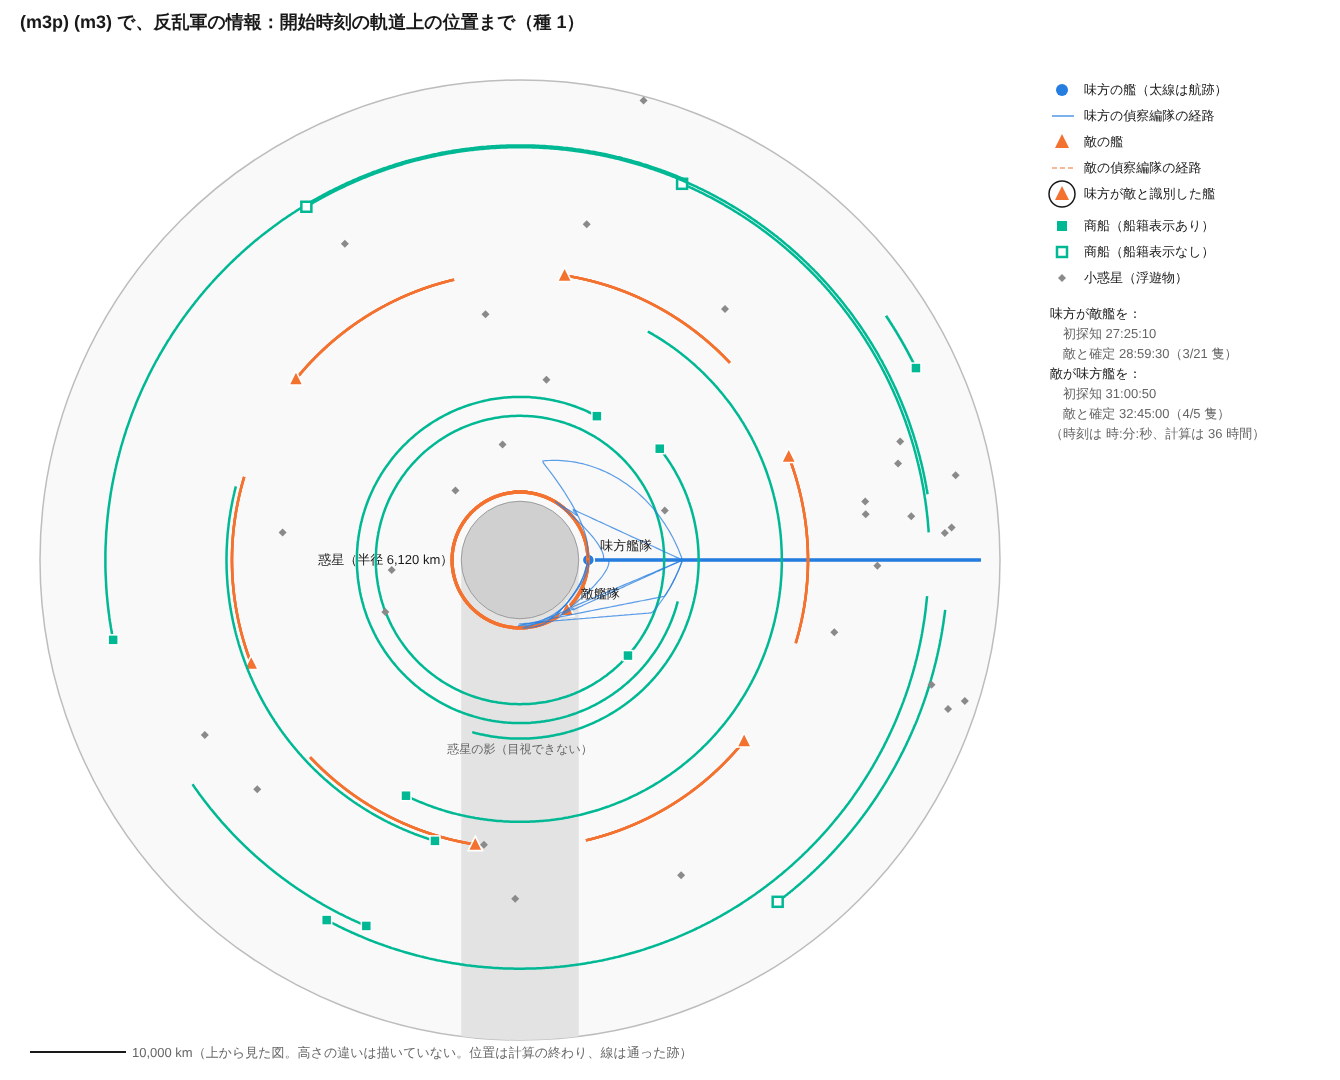 (m3p) (m3) で、反乱軍の情報：開始時刻の軌道上の位置まで（種 1）
味方の艦（太線は航跡）
味方の偵察編隊の経路
敵の艦
敵の偵察編隊の経路
味方が敵と識別した艦
商船（船籍表示あり）
商船（船籍表示なし）
小惑星（浮遊物）
味方が敵艦を：
初探知 27:25:10
敵と確定 28:59:30（3/21 隻）
敵が味方艦を：
初探知 31:00:50
敵と確定 32:45:00（4/5 隻）
（時刻は 時:分:秒、計算は 36 時間）
味方艦隊
惑星（半径 6,120 km）
敵艦隊
惑星の影（目視できない）
10,000 km（上から見た図。高さの違いは描いていない。位置は計算の終わり、線は通った跡）